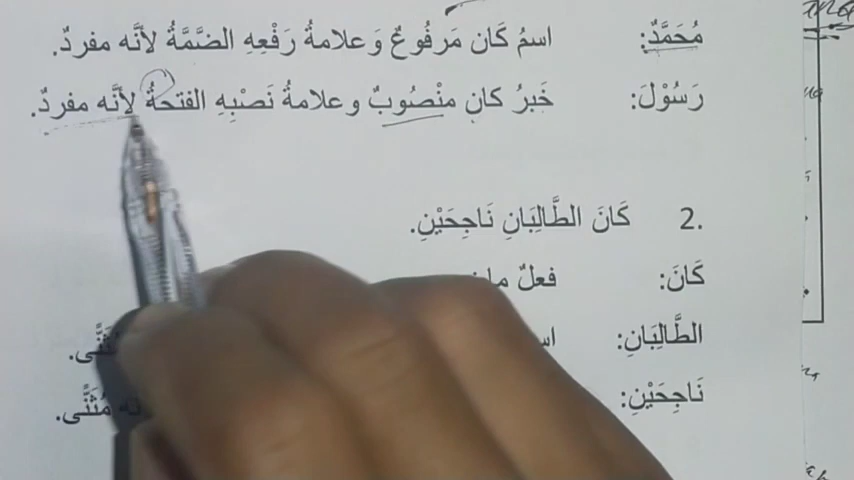 مُحَمَّدٌ: اسمُ كَان مَرفُوعٌ وَعلامةُ رَفْعِهِ الضَّمَّةُ لأنَّه مفردٌ.
رَسُوْلَ: خَبرُ كانِ منْصُوبٌ وعلامةُ نَصْبِهِ الفتحةُ لأنَّه مفردٌ.
2. كَانَ الطَّالِبَانِ نَاجِحَيْنِ.
كَانَ: فعلٌ
الطَّالِبَانِ:
نَاجِحَيْنِ: مُثَنَّى.